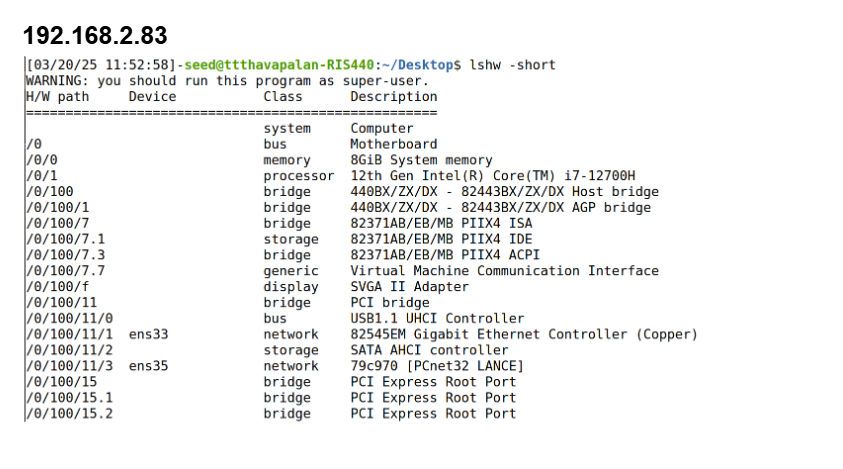 192.168.2.83
[03/20/25 11:52:58]-seed@ttthavapalan-RIS440:~/Desktop$ lshw -short
WARNING: you should run this program as super-user.
H/W path     Device           Class      Description
====================================================
                              system     Computer
/0                            bus        Motherboard
/0/0                          memory     8GiB System memory
/0/1                          processor  12th Gen Intel(R) Core(TM) i7-12700H
/0/100                        bridge     440BX/ZX/DX - 82443BX/ZX/DX Host bridge
/0/100/1                      bridge     440BX/ZX/DX - 82443BX/ZX/DX AGP bridge
/0/100/7                      bridge     82371AB/EB/MB PIIX4 ISA
/0/100/7.1                    storage    82371AB/EB/MB PIIX4 IDE
/0/100/7.3                    bridge     82371AB/EB/MB PIIX4 ACPI
/0/100/7.7                    generic    Virtual Machine Communication Interface
/0/100/f                      display    SVGA II Adapter
/0/100/11                     bridge     PCI bridge
/0/100/11/0                   bus        USB1.1 UHCI Controller
/0/100/11/1  ens33            network    82545EM Gigabit Ethernet Controller (Copper)
/0/100/11/2                   storage    SATA AHCI controller
/0/100/11/3  ens35            network    79c970 [PCnet32 LANCE]
/0/100/15                     bridge     PCI Express Root Port
/0/100/15.1                   bridge     PCI Express Root Port
/0/100/15.2                   bridge     PCI Express Root Port